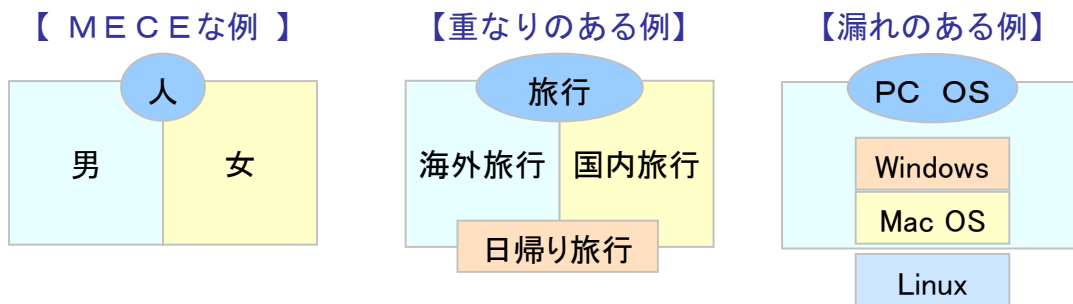 【 ＭＥＣＥな例 】
人
男
女
【重なりのある例】
旅行
海外旅行
国内旅行
日帰り旅行
【漏れのある例】
ＰＣ　ＯＳ
Windows
Mac OS
Linux